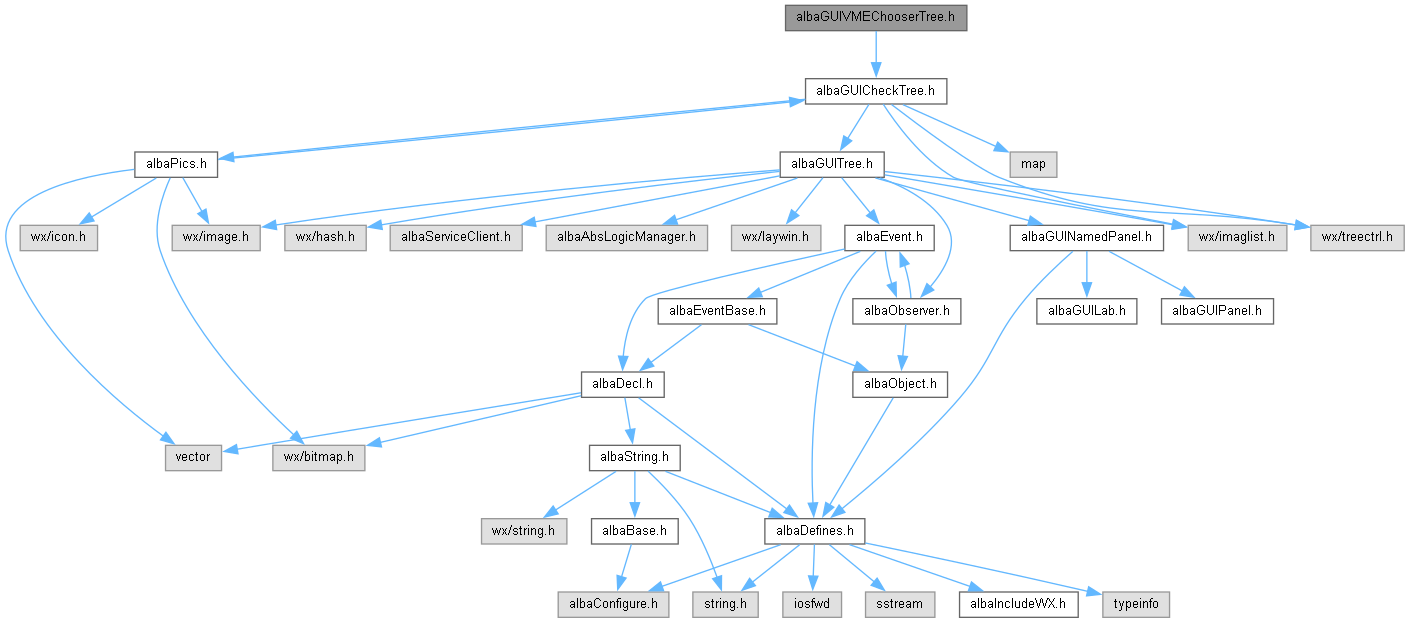 albaGUIVMEChooserTree.h
albaGUICheckTree.h
albaPics.h
albaGUITree.h
map
wx/icon.h
wx/image.h
wx/hash.h
albaServiceClient.h
albaAbsLogicManager.h
wx/laywin.h
albaEvent.h
albaGUINamedPanel.h
wx/imaglist.h
wx/treectrl.h
albaEventBase.h
albaObserver.h
albaGUILab.h
albaGUIPanel.h
albaDecl.h
albaObject.h
vector
wx/bitmap.h
albaString.h
wx/string.h
albaBase.h
albaDefines.h
albaConfigure.h
string.h
iosfwd
sstream
albaIncludeWX.h
typeinfo